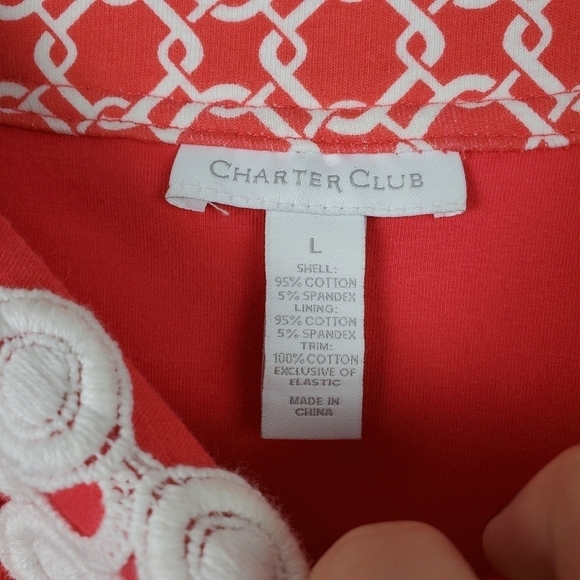 CHARTER CLUB
L
SHELL:
95% COTTON
5% SPANDEX
LINING:
95% COTTON
5% SPANDEX
TRIM:
100% COTTON
EXCLUSIVE OF
ELASTIC
MADE IN
CHINA